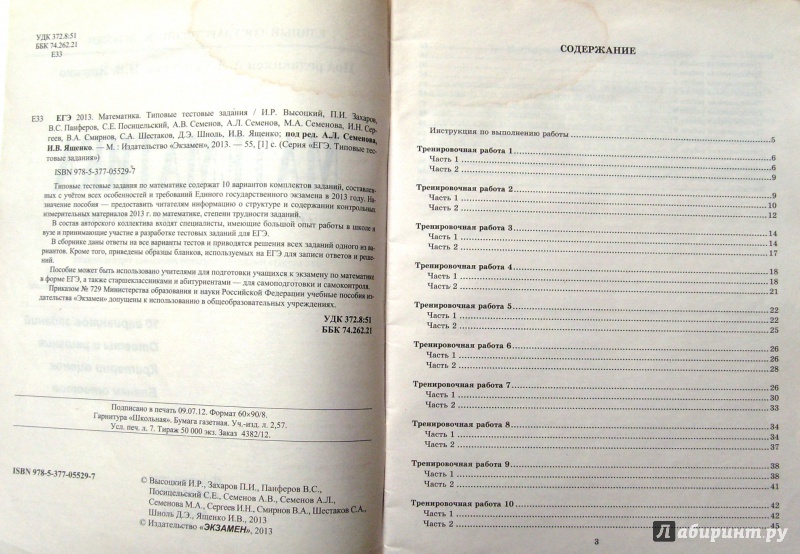 УДК 372.8:51
ББК 74.262.21
Е33
Е33 ЕГЭ 2013. Математика. Типовые тестовые задания / И.Р. Высоцкий, П.И. Захаров,
В.С. Панферов, С.Е. Посицельский, А.В. Семенов, А.Л. Семенов, М.А. Семенова, И.Н. Сер-
геев, В.А. Смирнов, С.А. Шестаков, Д.Э. Шноль, И.В. Ященко; под ред. А.Л. Семенова,
И.В. Ященко. — М. : Издательство «Экзамен», 2013. — 55, [1] с. (Серия «ЕГЭ. Типовые тес-
товые задания»)
ISBN 978-5-377-05529-7
Типовые тестовые задания по математике содержат 10 вариантов комплектов заданий, составлен-
ных с учётом всех особенностей и требований Единого государственного экзамена в 2013 году. На-
значение пособия — предоставить читателям информацию о структуре и содержании контрольных
измерительных материалов 2013 г. по математике, степени трудности заданий.
В состав авторского коллектива входят специалисты, имеющие большой опыт работы в школе и
вузе и принимающие участие в разработке тестовых заданий для ЕГЭ.
В сборнике даны ответы на все варианты тестов и приводятся решения всех заданий одного из ва-
риантов. Кроме того, приведены образцы бланков, используемых на ЕГЭ для записи ответов и реше-
ний.
Пособие может быть использовано учителями для подготовки учащихся к экзамену по математике
в форме ЕГЭ, а также старшеклассниками и абитуриентами — для самоподготовки и самоконтроля.
Приказом № 729 Министерства образования и науки Российской Федерации учебные пособия из-
дательства «Экзамен» допущены к использованию в общеобразовательных учреждениях.
УДК 372.8:51
ББК 74.262.21
Подписано в печать 09.07.12. Формат 60×90/8.
Гарнитура «Школьная». Бумага газетная. Уч.-изд. л. 2,57.
Усл. печ. л. 7. Тираж 50 000 экз. Заказ 4382/12.
ISBN 978-5-377-05529-7
© Высоцкий И.Р., Захаров П.И., Панферов В.С.,
Посицельский С.Е., Семенов А.В., Семенов А.Л.,
Семенова М.А., Сергеев И.Н., Смирнов В.А., Шестаков С.А.,
Шноль Д.Э., Ященко И.В., 2013
© Издательство «ЭКЗАМЕН», 2013
СОДЕРЖАНИЕ
Инструкция по выполнению работы 5
Тренировочная работа 1 6
Часть 1 6
Часть 2 9
Тренировочная работа 2 9
Часть 1 10
Часть 2 12
Тренировочная работа 3 14
Часть 1 14
Часть 2 17
Тренировочная работа 4 18
Часть 1 18
Часть 2 21
Тренировочная работа 5 22
Часть 1 22
Часть 2 25
Тренировочная работа 6 26
Часть 1 26
Часть 2 28
Тренировочная работа 7 26
Часть 1 30
Часть 2 33
Тренировочная работа 8 34
Часть 1 34
Часть 2 37
Тренировочная работа 9 38
Часть 1 38
Часть 2 41
Тренировочная работа 10 42
Часть 1 42
Часть 2 45
3
Лабиринт.ру